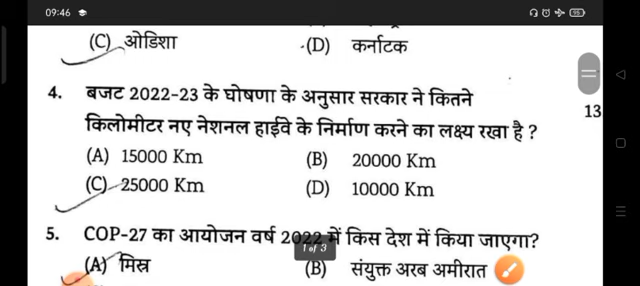 09:46
95
(C) ओडिशा (D) कर्नाटक
4. बजट 2022-23 के घोषणा के अनुसार सरकार ने कितने
किलोमीटर नए नेशनल हाईवे के निर्माण करने का लक्ष्य रखा है ?
13
(A) 15000 Km (B) 20000 Km
(C) 25000 Km (D) 10000 Km
5. COP-27 का आयोजन वर्ष 2022 में किस देश में किया जाएगा?
1 of 3
(A) मिस्र (B) संयुक्त अरब अमीरात